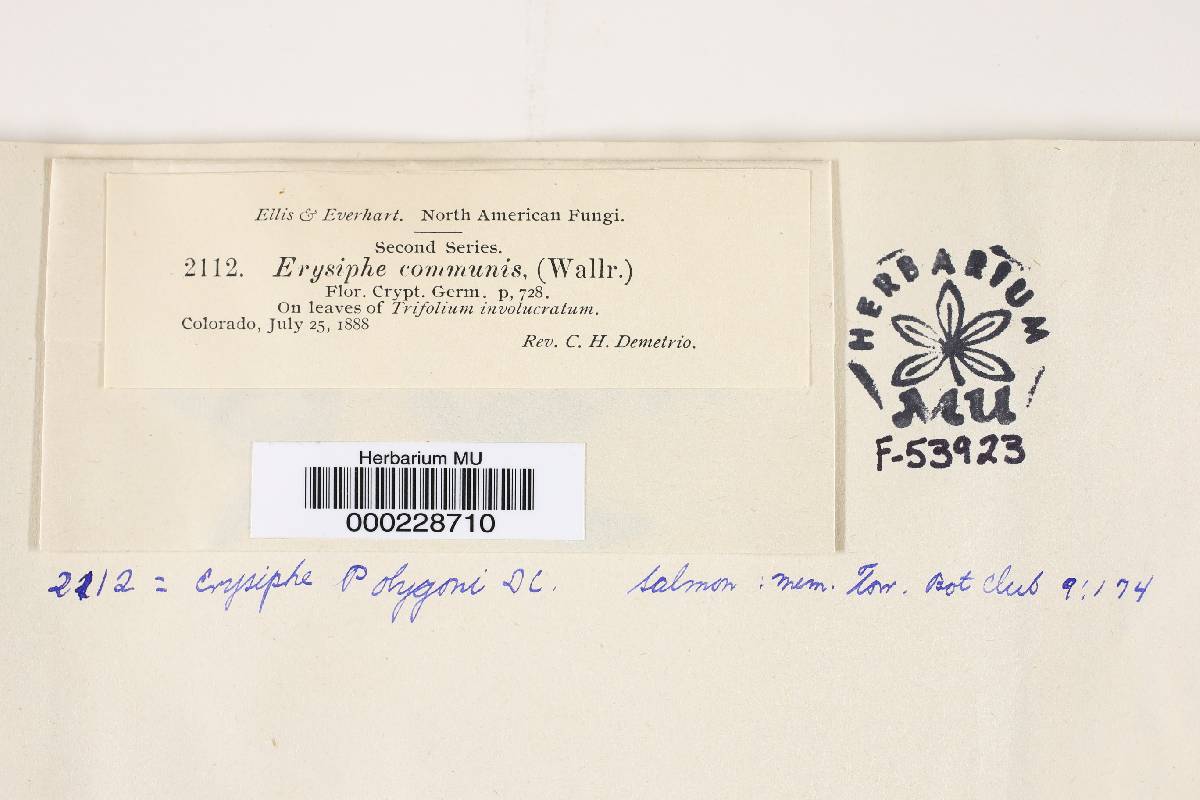 Ellis & Everhart. North American Fungi.
Second Series.
2112. Erysiphe communis, (Wallr.)
Flor. Crypt. Germ. p, 728.
On leaves of Trifolium involucratum.
Colorado, July 25, 1888
Rev. C. H. Demetrio.
HERBARIUM
MU
F-53923
Herbarium MU
000228710
2112 = Erysiphe Polygoni DC. Salmon : Mem. Torr. Bot Club 9:174